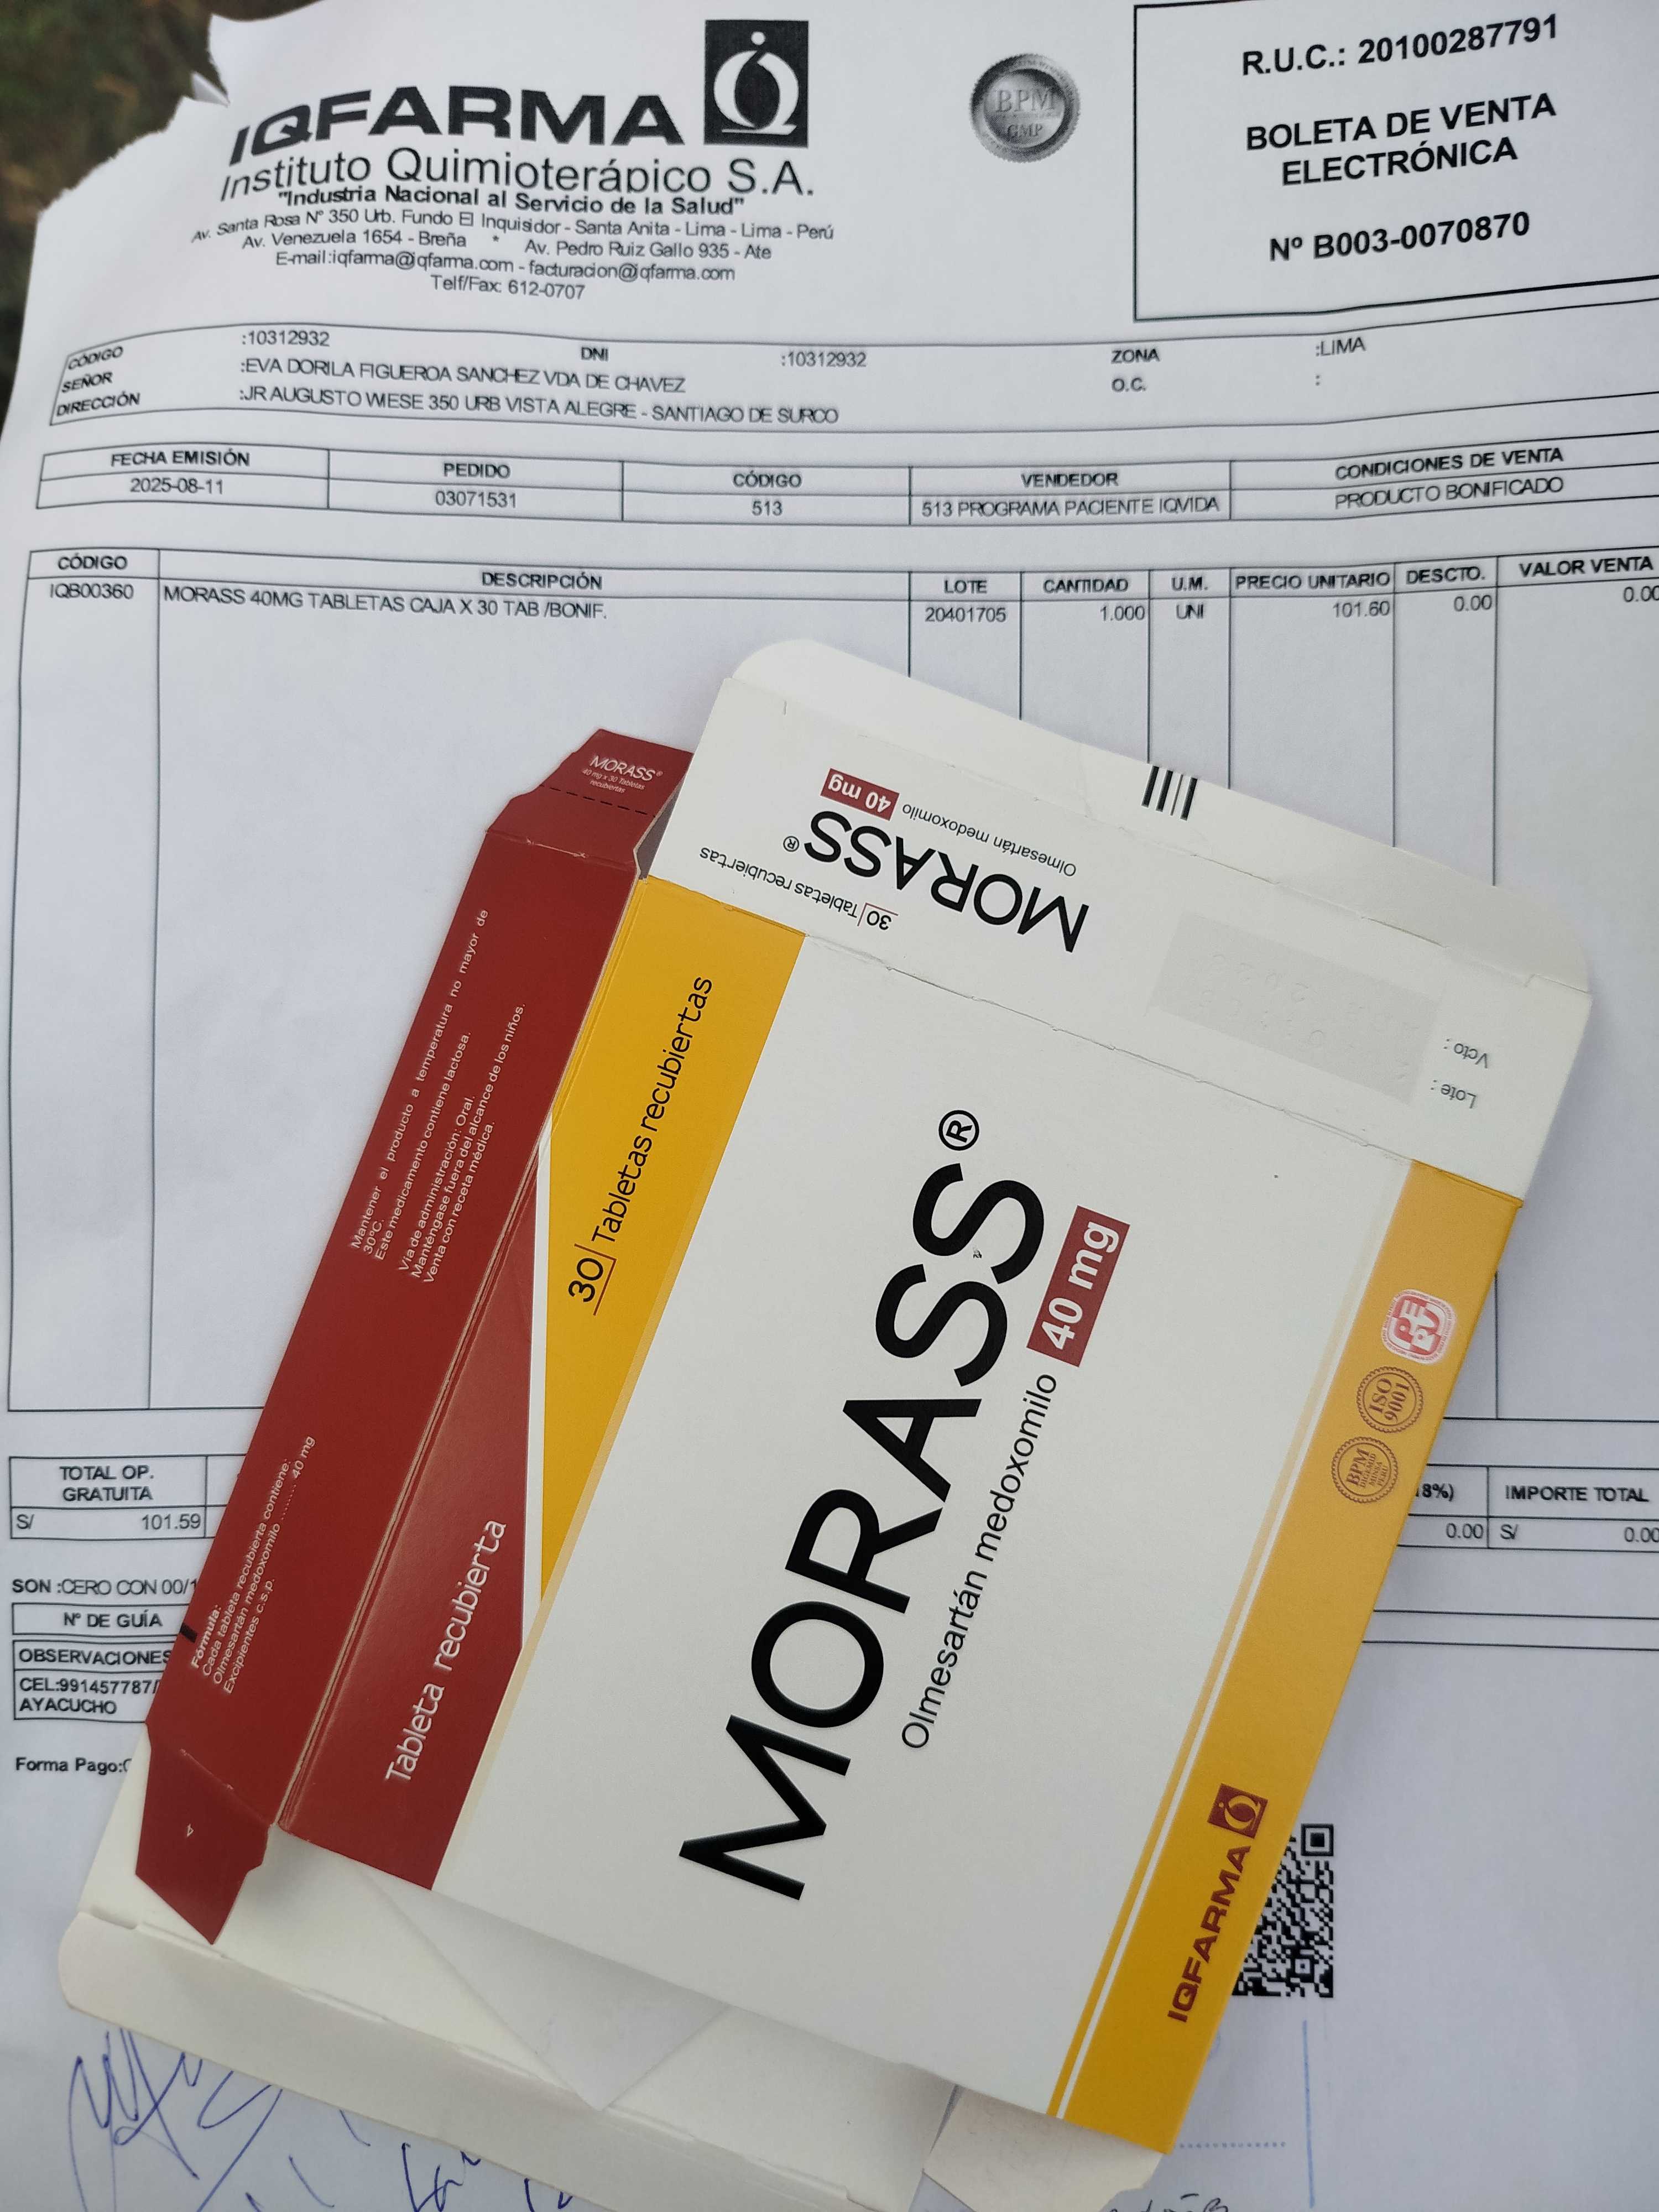 IQFARMA
Instituto Quimioterápico S.A.
"Industria Nacional al Servicio de la Salud"
Av. Santa Rosa Nº 350 Urb. Fundo El Inquisidor - Santa Anita - Lima - Lima - Perú
Av. Venezuela 1654 - Breña * Av. Pedro Ruiz Gallo 935 - Ate
E-mail:iqfarma@iqfarma.com - facturacion@iqfarma.com
Telf/Fax: 612-0707
BPM
GMP
R.U.C.: 20100287791
BOLETA DE VENTA
ELECTRÓNICA
Nº B003-0070870
CÓDIGO :10312932 DNI :10312932 ZONA :LIMA
SEÑOR :EVA DORILA FIGUEROA SANCHEZ VDA DE CHAVEZ O.C. :
DIRECCIÓN :JR AUGUSTO WIESE 350 URB VISTA ALEGRE - SANTIAGO DE SURCO
FECHA EMISIÓN PEDIDO CÓDIGO VENDEDOR CONDICIONES DE VENTA
2025-08-11 03071531 513 513 PROGRAMA PACIENTE IQVIDA PRODUCTO BONIFICADO
CÓDIGO DESCRIPCIÓN LOTE CANTIDAD U.M. PRECIO UNITARIO DESCTO. VALOR VENTA
IQB00360 MORASS 40MG TABLETAS CAJA X 30 TAB /BONIF. 20401705 1.000 UNI 101.60 0.00 0.00
MORASS®
40 mg x 30 Tabletas
recubiertas
30 Tabletas recubiertas
MORASS®
Olmesartán medoxomilo 40 mg
Lote :
Vcto :
Mantener el producto a temperatura no mayor de
30°C.
Este medicamento contiene lactosa.
Vía de administración: Oral.
Manténgase fuera del alcance de los niños.
Venta con receta médica.
Fórmula:
Cada tableta recubierta contiene:
Olmesartán medoxomilo ......... 40 mg
Excipientes c.s.p.
Tableta recubierta
30 Tabletas recubiertas
MORASS®
Olmesartán medoxomilo 40 mg
PERU
ISO
9001
BPM
IQFARMA
4
TOTAL OP.
GRATUITA
S/ 101.59
18%) IMPORTE TOTAL
0.00 S/ 0.00
SON :CERO CON 00/1
Nº DE GUÍA
OBSERVACIONES
CEL:991457787/
AYACUCHO
Forma Pago: